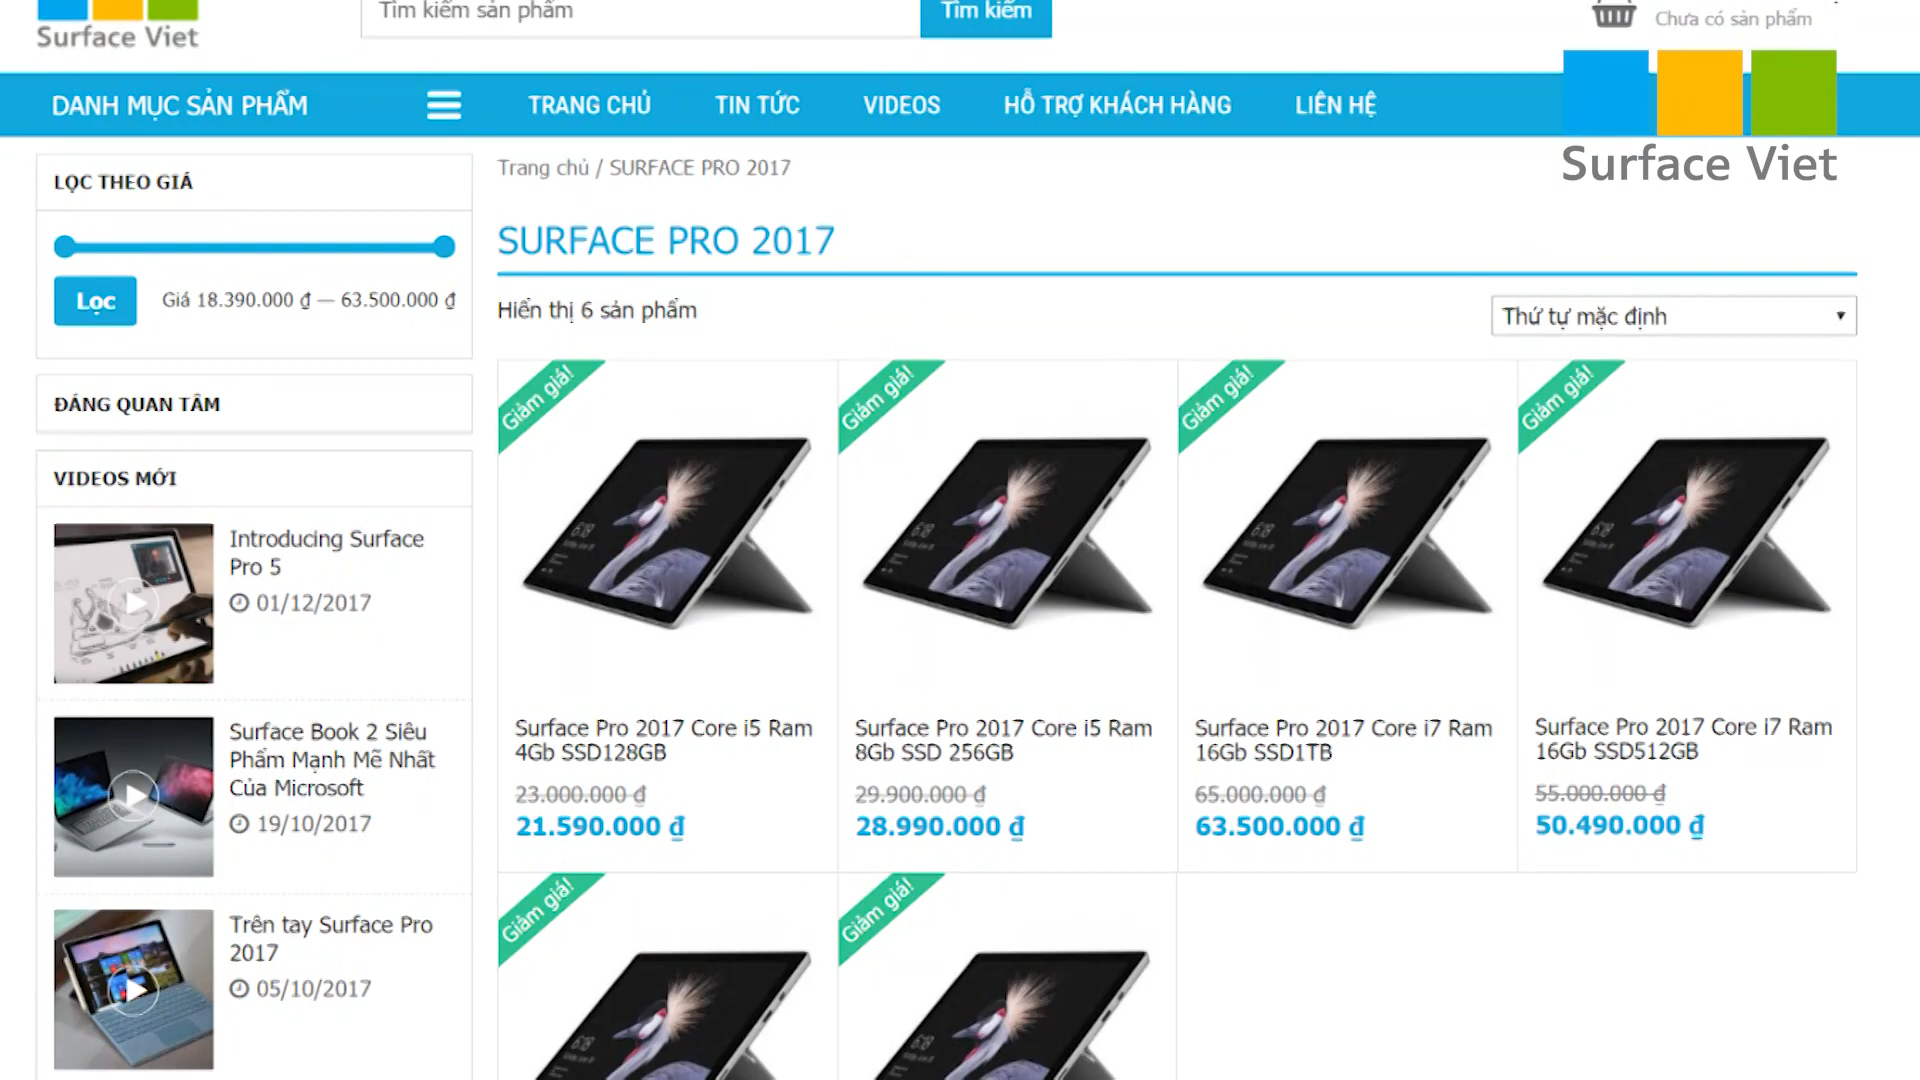 Surface Viet
Tìm kiếm sản phẩm
Tìm kiếm
Chưa có sản phẩm
DANH MỤC SẢN PHẨM
TRANG CHỦ
TIN TỨC
VIDEOS
HỖ TRỢ KHÁCH HÀNG
LIÊN HỆ
Surface Viet
LỌC THEO GIÁ
Lọc
Giá 18.390.000 ₫ — 63.500.000 ₫
ĐÁNG QUAN TÂM
VIDEOS MỚI
Introducing Surface
Pro 5
01/12/2017
Surface Book 2 Siêu
Phẩm Mạnh Mẽ Nhất
Của Microsoft
19/10/2017
Trên tay Surface Pro
2017
05/10/2017
Trang chủ / SURFACE PRO 2017
SURFACE PRO 2017
Hiển thị 6 sản phẩm
Thứ tự mặc định
Giảm giá!
Surface Pro 2017 Core i5 Ram
4Gb SSD128GB
23.000.000 ₫
21.590.000 ₫
Giảm giá!
Surface Pro 2017 Core i5 Ram
8Gb SSD 256GB
29.900.000 ₫
28.990.000 ₫
Giảm giá!
Surface Pro 2017 Core i7 Ram
16Gb SSD1TB
65.000.000 ₫
63.500.000 ₫
Giảm giá!
Surface Pro 2017 Core i7 Ram
16Gb SSD512GB
55.000.000 ₫
50.490.000 ₫
Giảm giá!
Giảm giá!